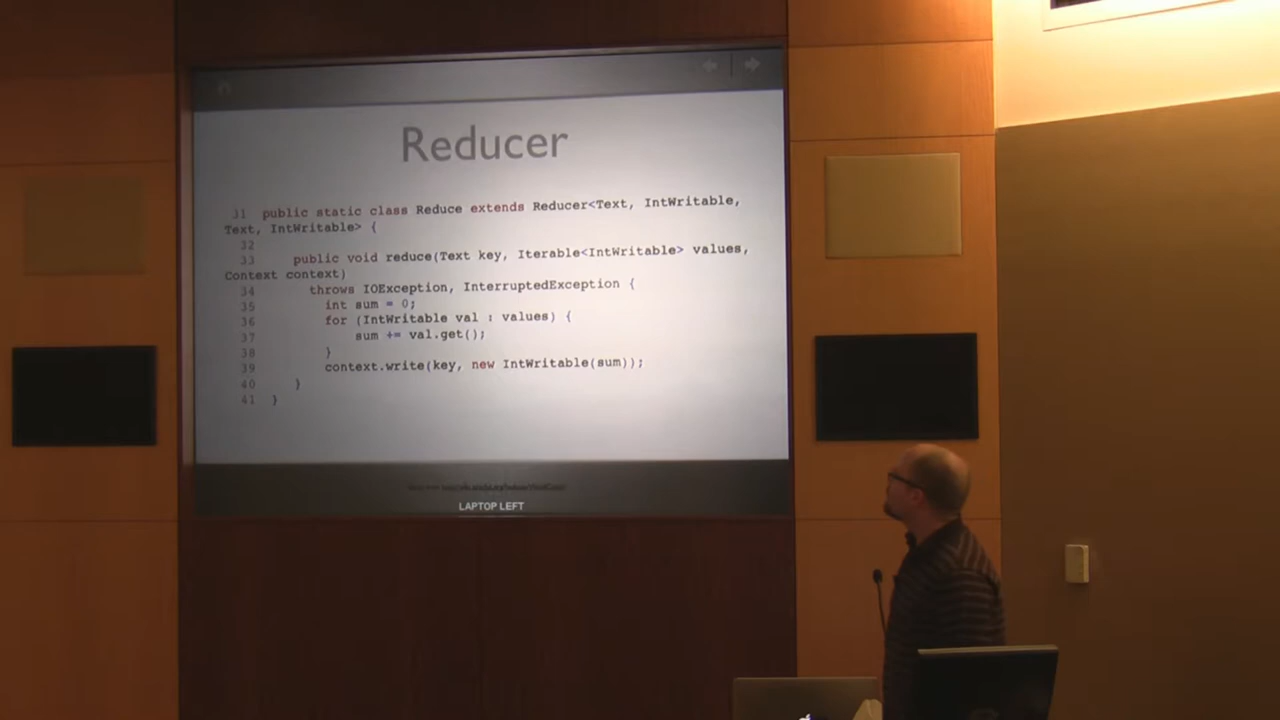 Reducer
31 public static class Reduce extends Reducer<Text, IntWritable,
Text, IntWritable> {
32
33 public void reduce(Text key, Iterable<IntWritable> values,
Context context)
34 throws IOException, InterruptedException {
35 int sum = 0;
36 for (IntWritable val : values) {
37 sum += val.get();
38 }
39 context.write(key, new IntWritable(sum));
40 }
41 }
LAPTOP LEFT